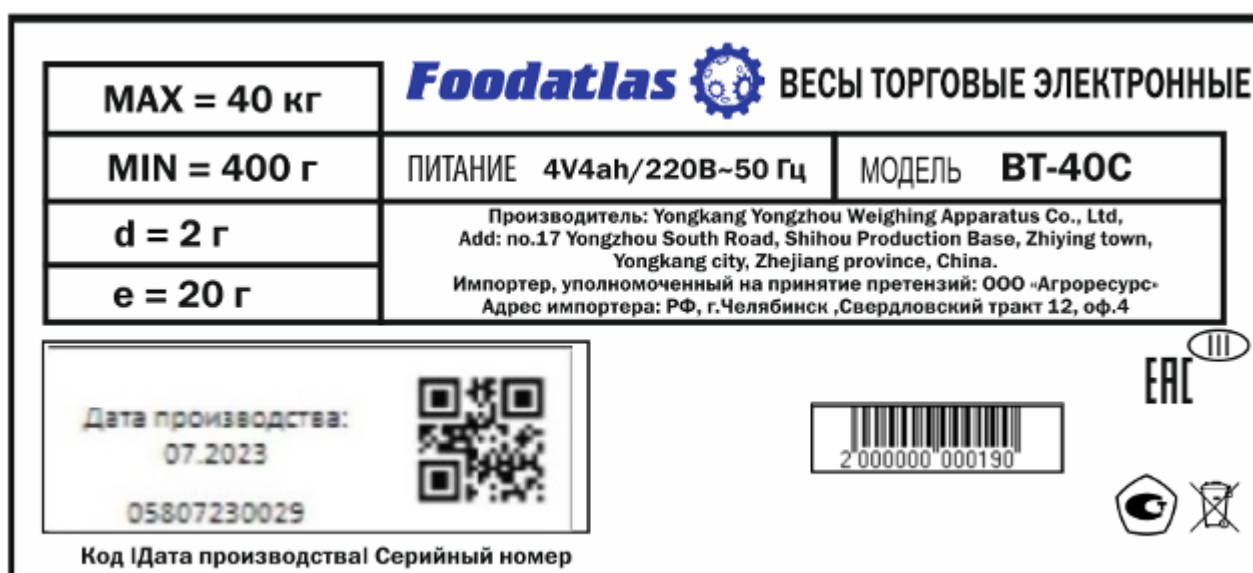 MAX = 40 кг
Foodatlas ВЕСЫ ТОРГОВЫЕ ЭЛЕКТРОННЫЕ
MIN = 400 г
ПИТАНИЕ 4V4ah/220В~50 Гц
МОДЕЛЬ ВТ-40С
d = 2 г
e = 20 г
Производитель: Yongkang Yongzhou Weighing Apparatus Co., Ltd,
Add: no.17 Yongzhou South Road, Shihou Production Base, Zhiying town,
Yongkang city, Zhejiang province, China.
Импортер, уполномоченный на принятие претензий: ООО «Агроресурс»
Адрес импортера: РФ, г.Челябинск ,Свердловский тракт 12, оф.4
Дата производства:
07.2023
05807230029
Код |Дата производства| Серийный номер
2 000000 000190
III
EAC